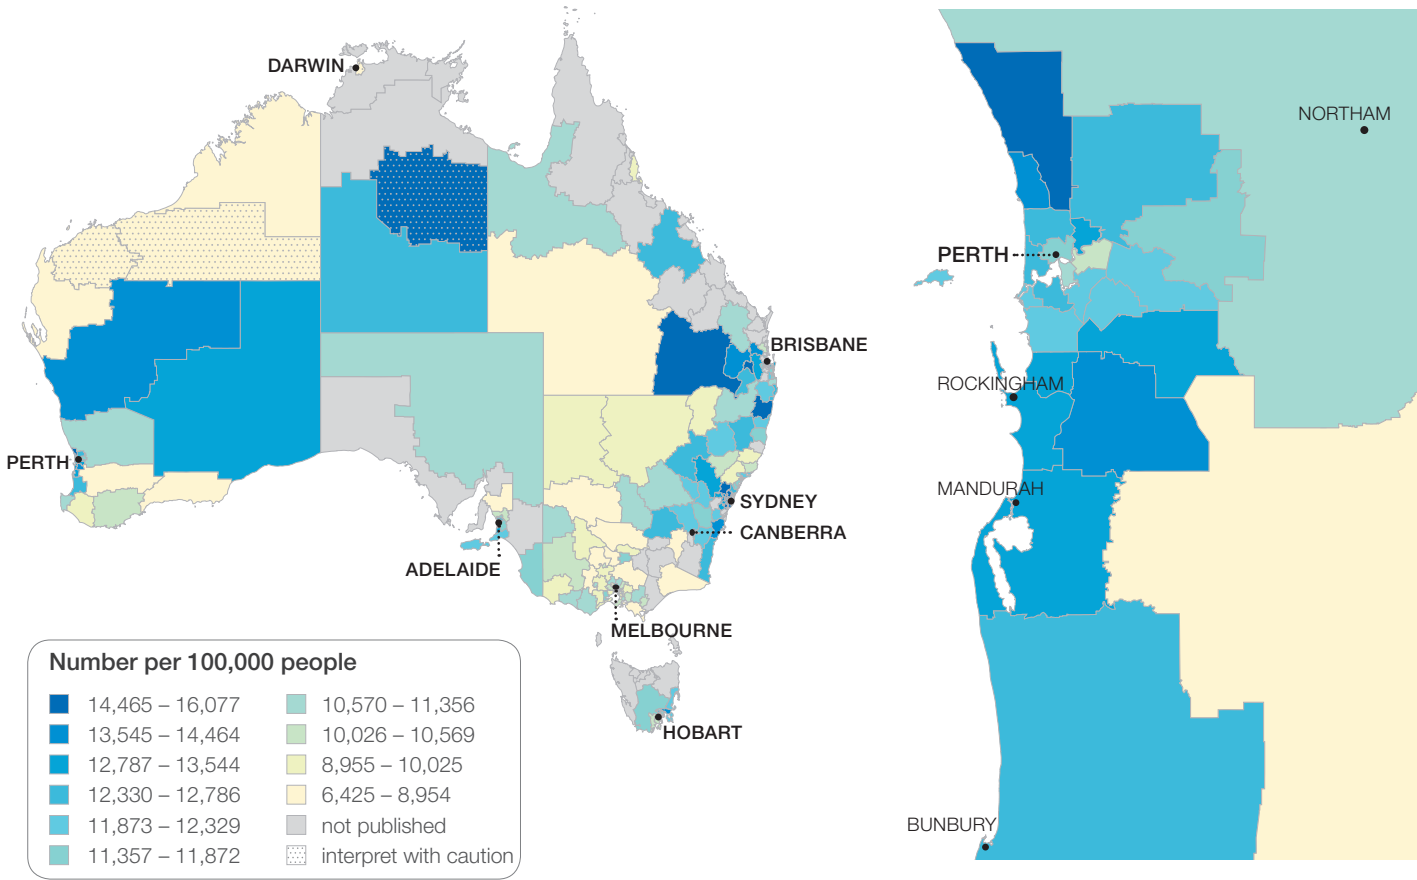 DARWIN
BRISBANE
PERTH
SYDNEY
CANBERRA
ADELAIDE
MELBOURNE
HOBART
Number per 100,000 people
14,465 – 16,077
13,545 – 14,464
12,787 – 13,544
12,330 – 12,786
11,873 – 12,329
11,357 – 11,872
10,570 – 11,356
10,026 – 10,569
8,955 – 10,025
6,425 – 8,954
not published
interpret with caution
NORTHAM
PERTH
ROCKINGHAM
MANDURAH
BUNBURY